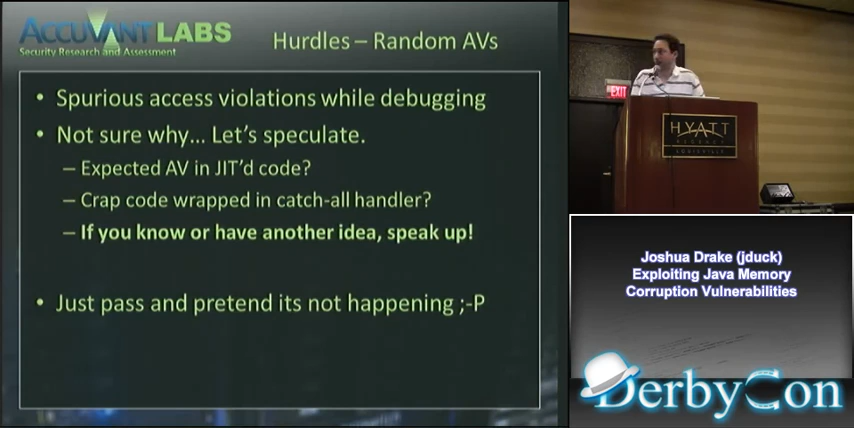 ACCUVANT LABS
Security Research and Assessment
Hurdles – Random AVs
• Spurious access violations while debugging
• Not sure why… Let's speculate.
– Expected AV in JIT'd code?
– Crap code wrapped in catch-all handler?
– If you know or have another idea, speak up!
• Just pass and pretend its not happening ;-P
EXIT
HYATT
REGENCY
LOUISVILLE
Joshua Drake (jduck)
Exploiting Java Memory
Corruption Vulnerabilities
DerbyCon